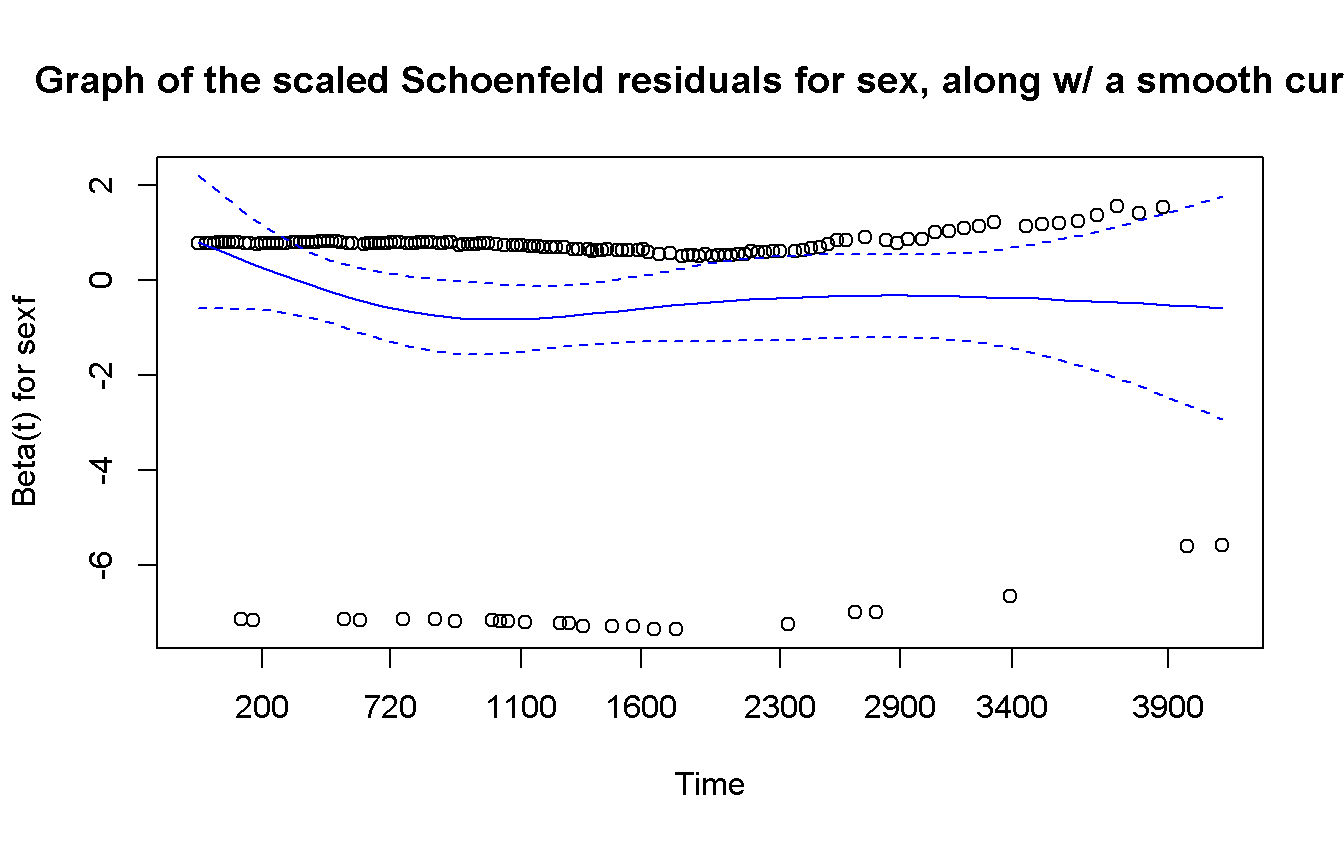 Graph of the scaled Schoenfeld residuals for sex, along w/ a smooth cur
2
0
-2
-4
-6
Beta(t) for sexf
200 720 1100 1600 2300 2900 3400 3900
Time